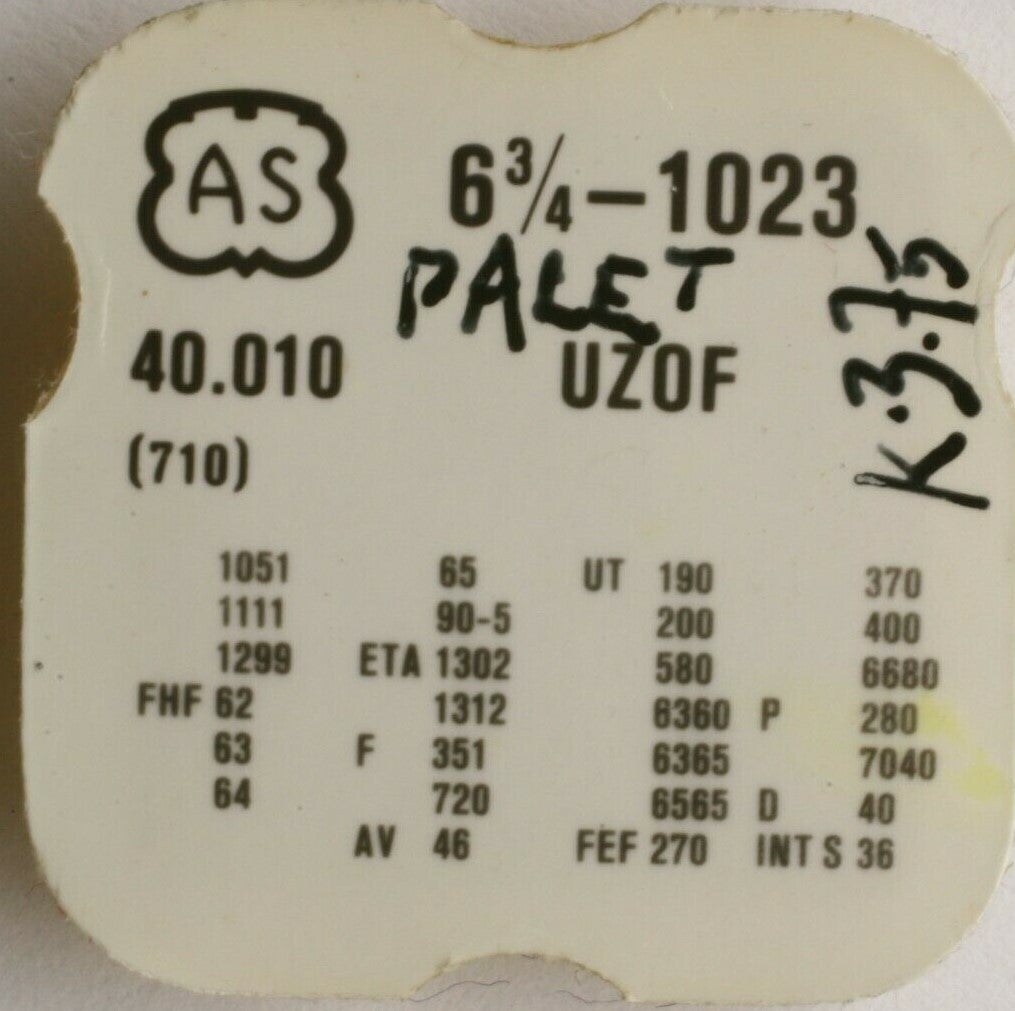 AS 6 3/4-1023
PALET
K.3.75
40.010 UZOF
(710)
1051 65 UT 190 370
1111 90-5 200 400
1299 ETA 1302 580 6680
FHF 62 1312 6360 P 280
63 F 351 6365 7040
64 720 6565 D 40
AV 46 FEF 270 INT S 36